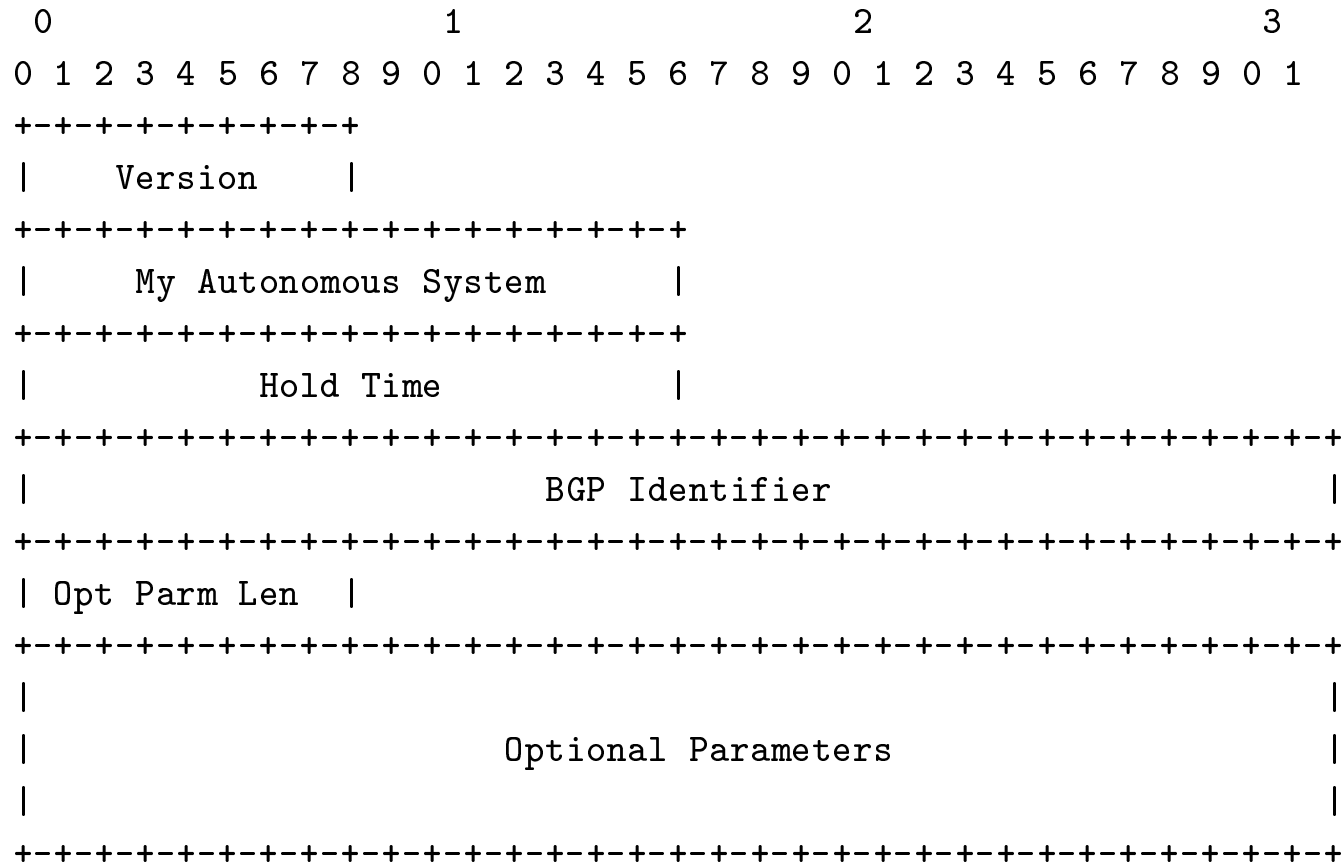 0                   1                   2                   3
0 1 2 3 4 5 6 7 8 9 0 1 2 3 4 5 6 7 8 9 0 1 2 3 4 5 6 7 8 9 0 1
+-+-+-+-+-+-+-+-+
|    Version    |
+-+-+-+-+-+-+-+-+-+-+-+-+-+-+-+-+
|     My Autonomous System      |
+-+-+-+-+-+-+-+-+-+-+-+-+-+-+-+-+
|           Hold Time           |
+-+-+-+-+-+-+-+-+-+-+-+-+-+-+-+-+-+-+-+-+-+-+-+-+-+-+-+-+-+-+-+-+
|                         BGP Identifier                        |
+-+-+-+-+-+-+-+-+-+-+-+-+-+-+-+-+-+-+-+-+-+-+-+-+-+-+-+-+-+-+-+-+
| Opt Parm Len  |
+-+-+-+-+-+-+-+-+-+-+-+-+-+-+-+-+-+-+-+-+-+-+-+-+-+-+-+-+-+-+-+-+
|                                                               |
|                       Optional Parameters                     |
|                                                               |
+-+-+-+-+-+-+-+-+-+-+-+-+-+-+-+-+-+-+-+-+-+-+-+-+-+-+-+-+-+-+-+-+